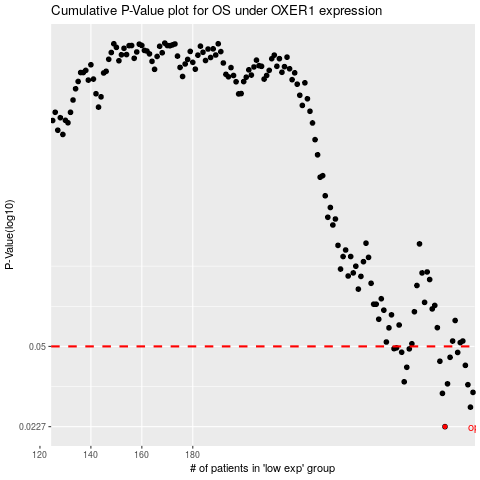 Cumulative P-Value plot for OS under OXER1 expression
P-Value(log10)
0.05
0.0227
op
120 140 160 180
# of patients in 'low exp' group